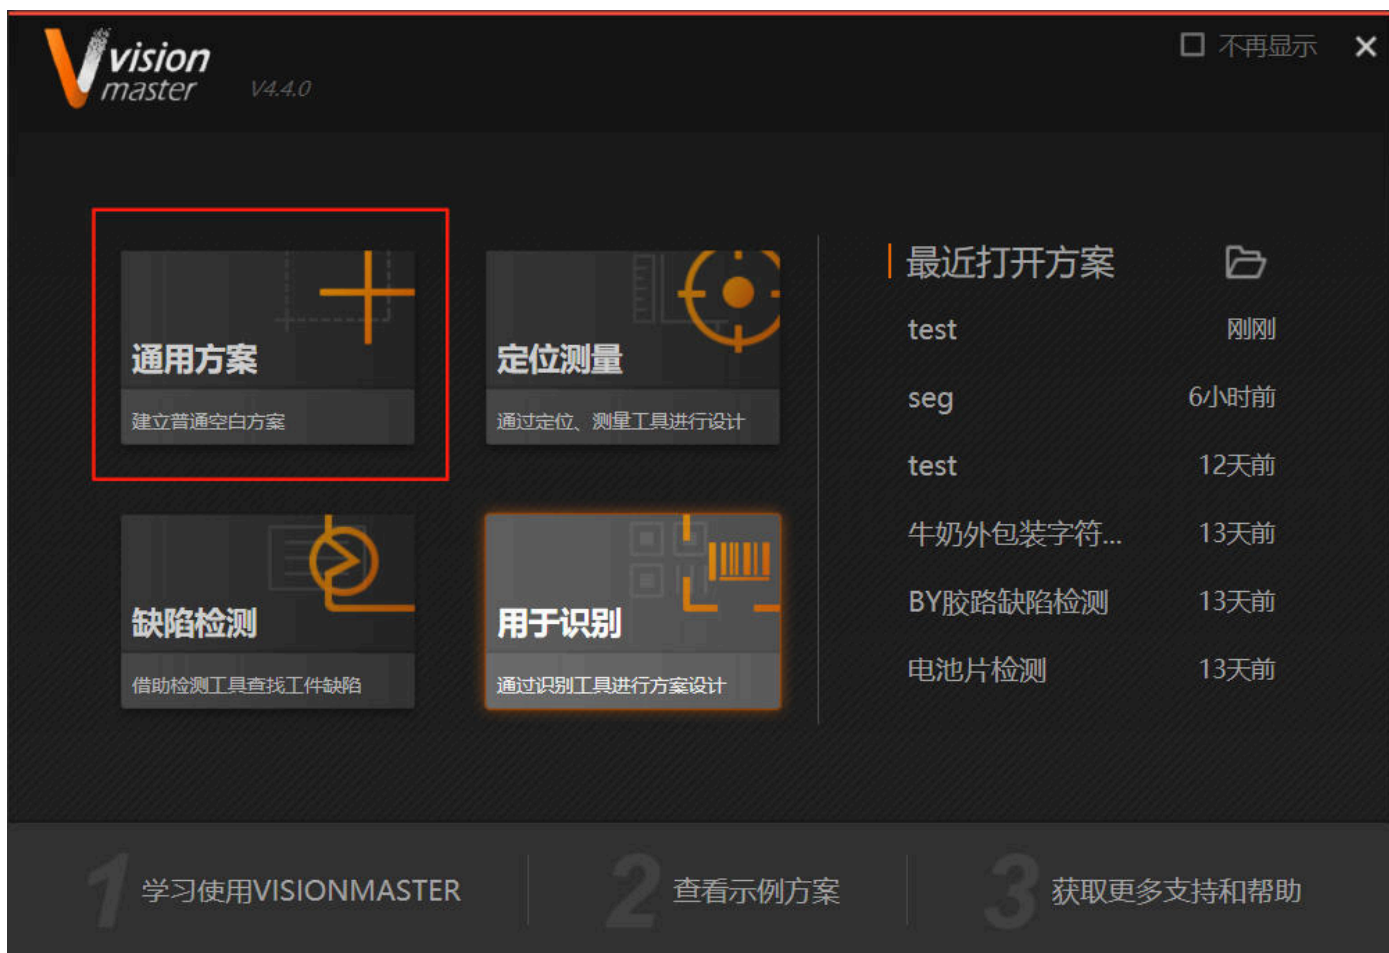 vision
master V4.4.0
不再显示
通用方案
建立普通空白方案
定位测量
通过定位、测量工具进行设计
缺陷检测
借助检测工具查找工件缺陷
用于识别
通过识别工具进行方案设计
最近打开方案
test 刚刚
seg 6小时前
test 12天前
牛奶外包装字符... 13天前
BY胶路缺陷检测 13天前
电池片检测 13天前
1 学习使用VISIONMASTER
2 查看示例方案
3 获取更多支持和帮助